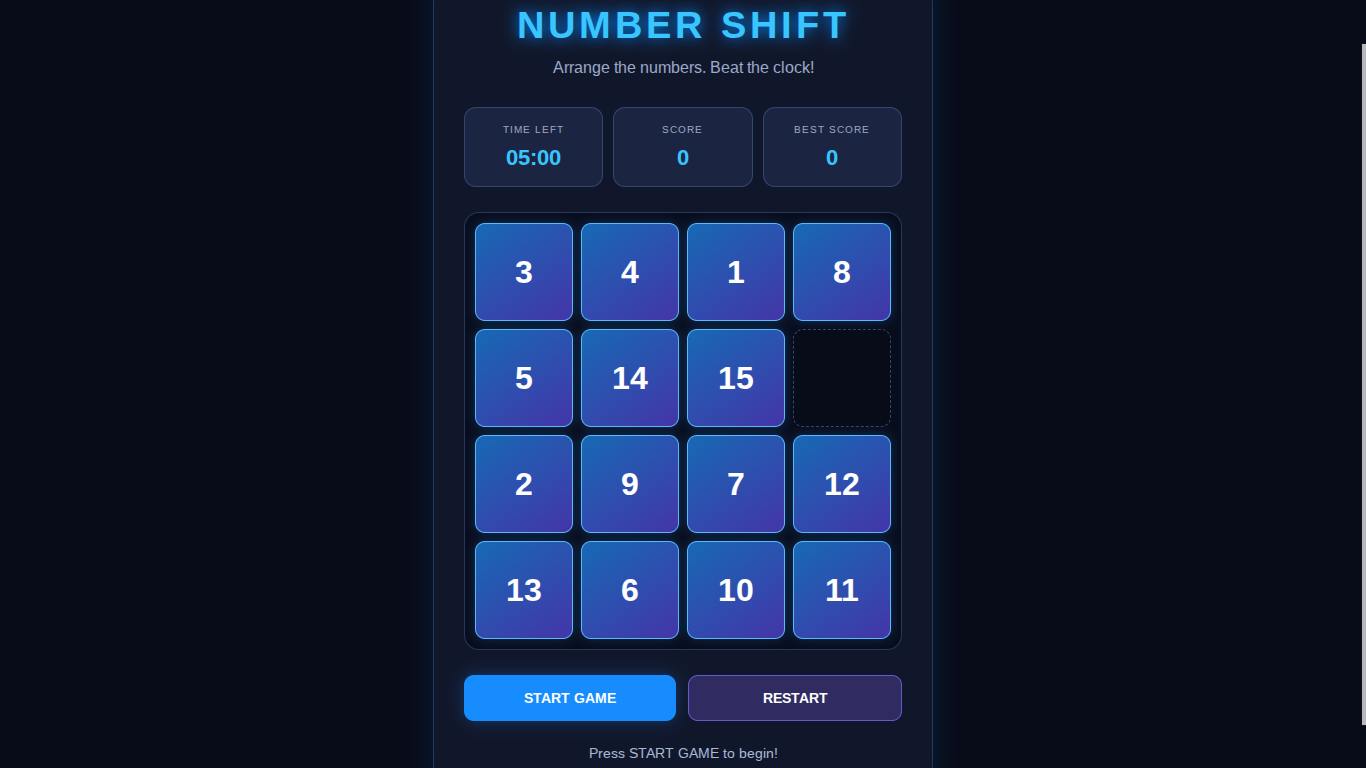 NUMBER SHIFT
Arrange the numbers. Beat the clock!
TIME LEFT SCORE BEST SCORE
05:00 0 0
3 4 1 8
5 14 15
2 9 7 12
13 6 10 11
START GAME RESTART
Press START GAME to begin!